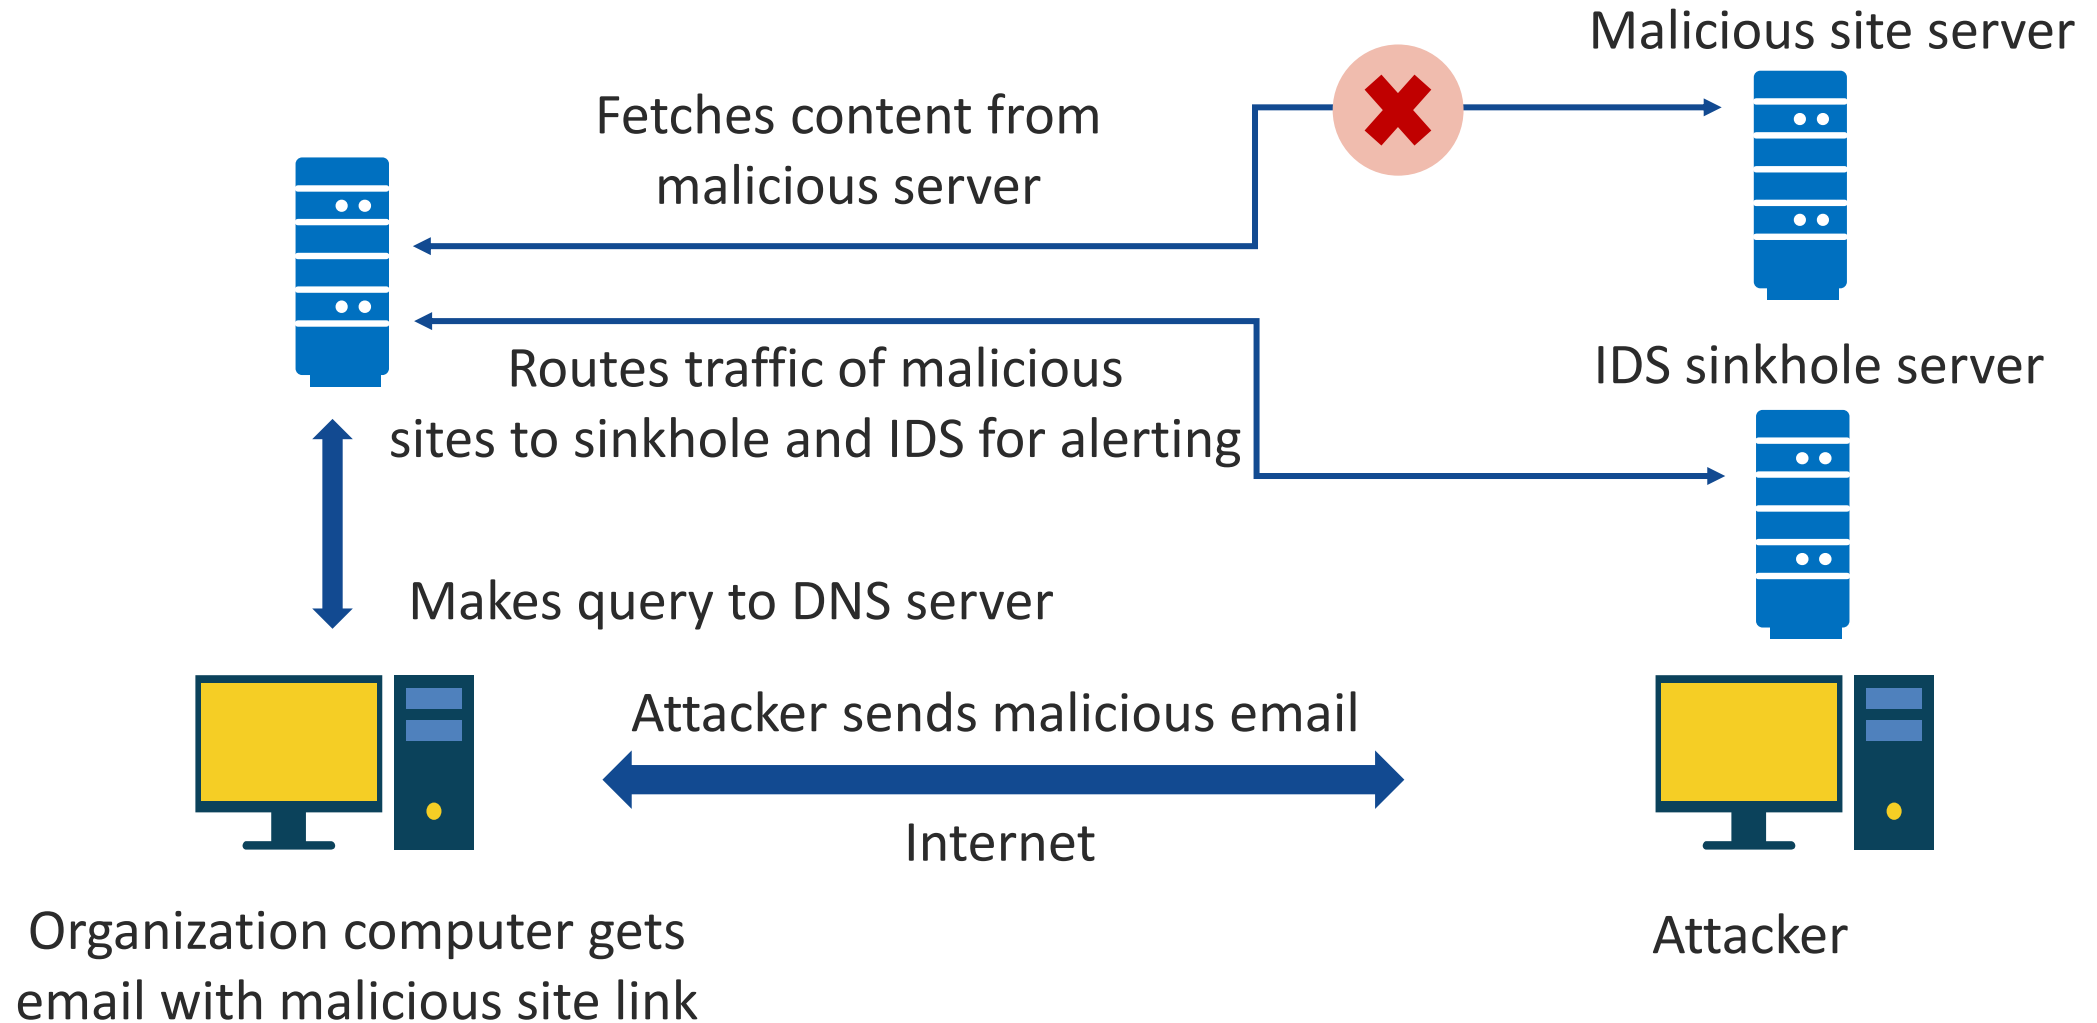 Malicious site server
Fetches content from
malicious server
IDS sinkhole server
Routes traffic of malicious
sites to sinkhole and IDS for alerting
Makes query to DNS server
Attacker sends malicious email
Internet
Organization computer gets
email with malicious site link
Attacker